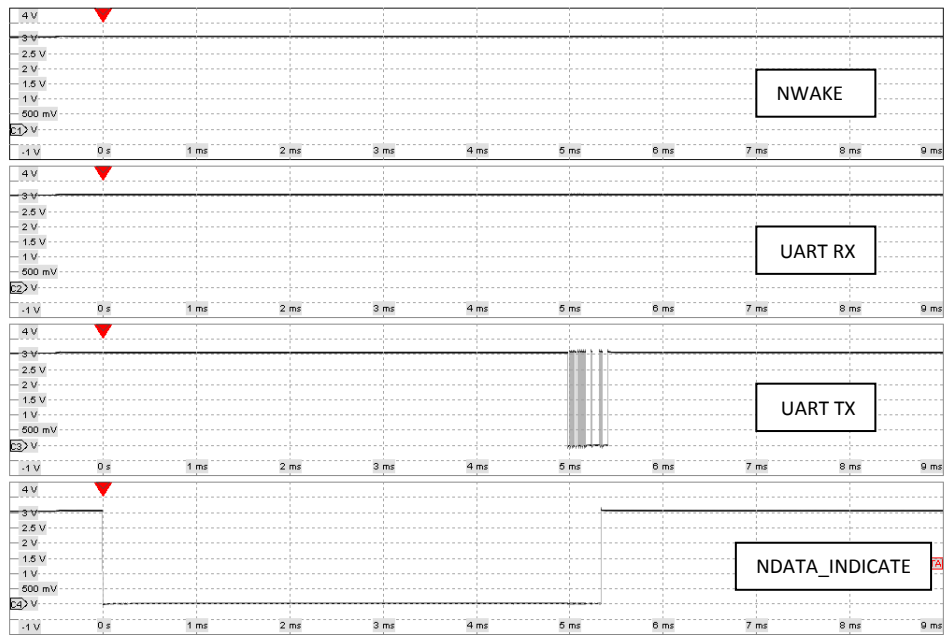 4 V
3 V
2.5 V
2 V
1.5 V
1 V
500 mV
C1 V
-1 V
0 s 1 ms 2 ms 3 ms 4 ms 5 ms 6 ms 7 ms 8 ms 9 ms
NWAKE
4 V
3 V
2.5 V
2 V
1.5 V
1 V
500 mV
C2 V
-1 V
0 s 1 ms 2 ms 3 ms 4 ms 5 ms 6 ms 7 ms 8 ms 9 ms
UART RX
4 V
3 V
2.5 V
2 V
1.5 V
1 V
500 mV
C3 V
-1 V
0 s 1 ms 2 ms 3 ms 4 ms 5 ms 6 ms 7 ms 8 ms 9 ms
UART TX
4 V
3 V
2.5 V
2 V
1.5 V
1 V
500 mV
C4 V
-1 V
0 s 1 ms 2 ms 3 ms 4 ms 5 ms 6 ms 7 ms 8 ms 9 ms
NDATA_INDICATE
TA